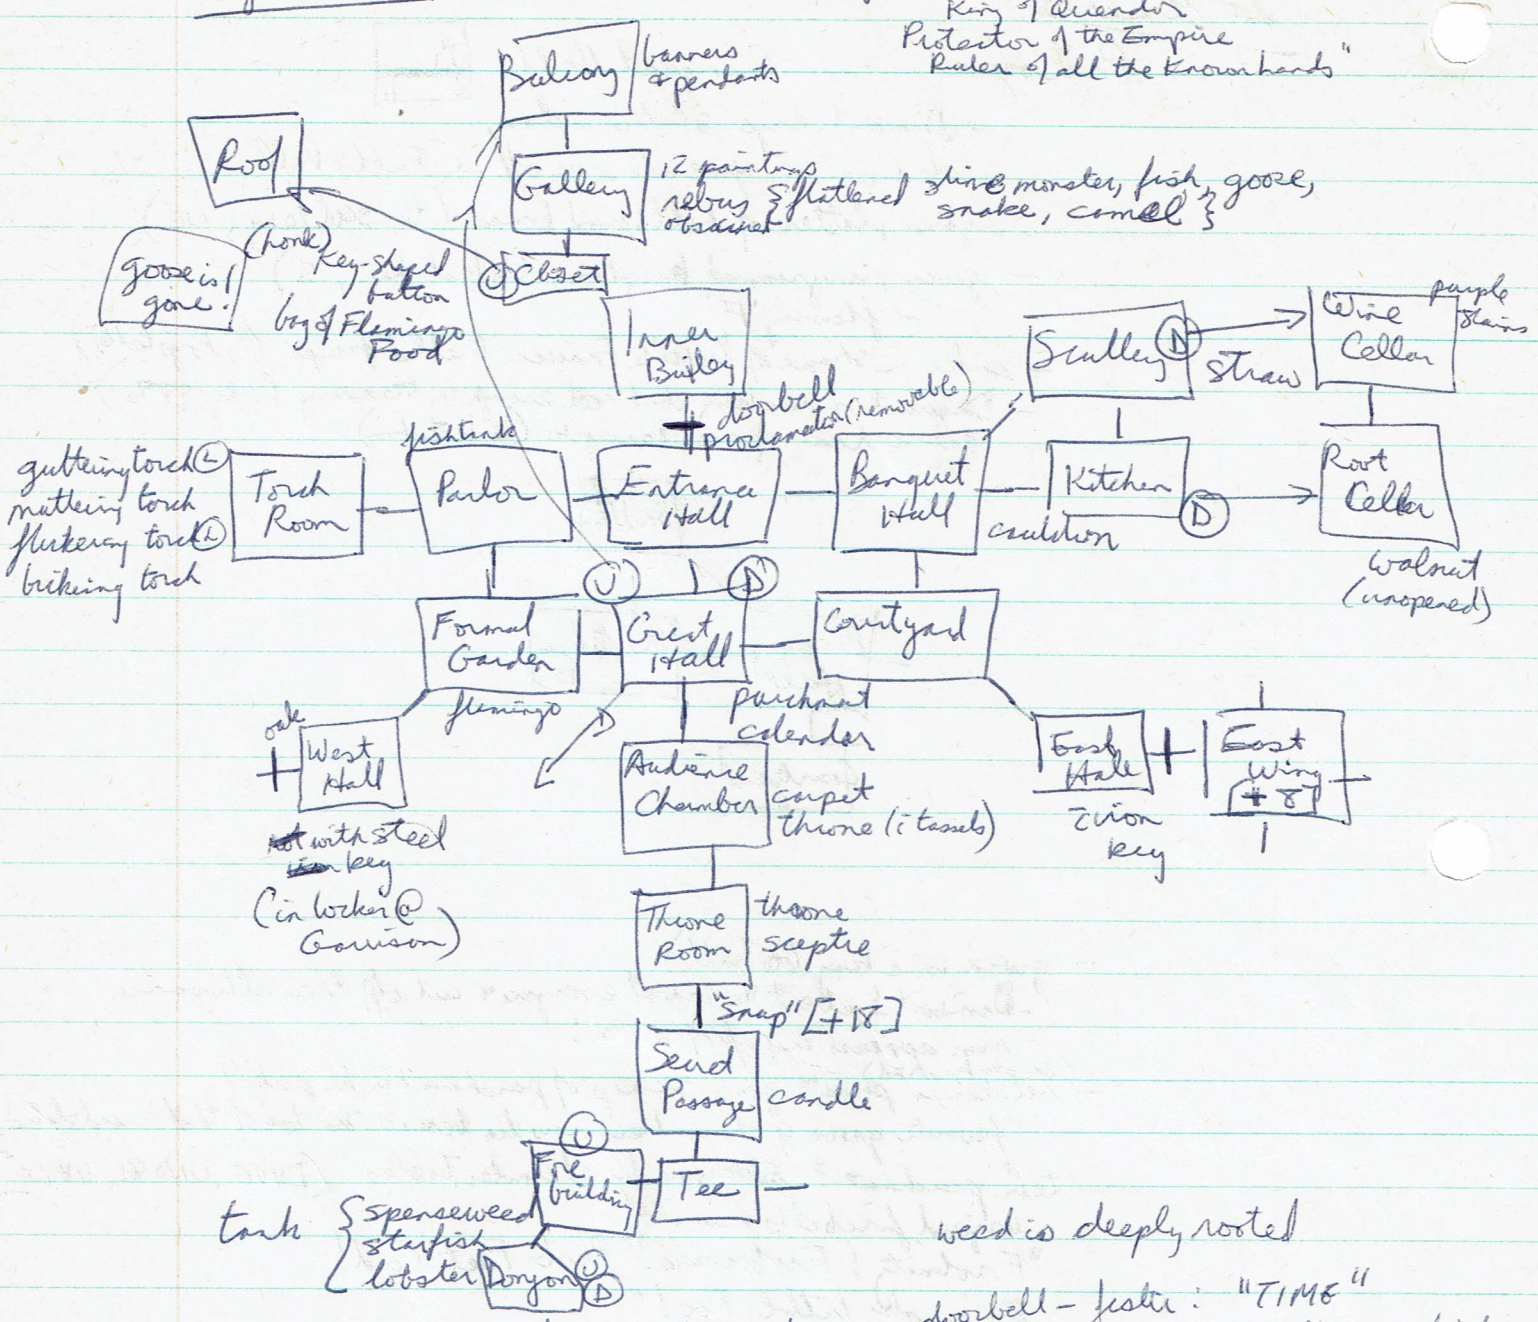 King of Quendor
Protector of the Empire
Ruler of all the Known Lands"
Balcony
banners
& pendants
Roof
Gallery
12 paintings
rebus
{flattened slime monster, fish, goose,
snake, camel}
goose is
gone!
(honk)
key-shaped
button
bag of Flamingo
Food
U
Closet
Inner
Bailey
doorbell
proclamation (removable)
Scullery
D
straw
Wine
Cellar
purple
stains
guttering torch L
muttering torch
flickering torch L
bickering torch
Torch
Room
fishtank
Parlor
Entrance
Hall
Banquet
Hall
cauldron
Kitchen
D
Root
Cellar
walnut
(unopened)
U
D
Formal
Garden
flamingo
Great
Hall
parchment
calendar
Courtyard
oak
West
Hall
with steel
key
(in locker @
Garrison)
Audience
Chamber
carpet
throne (c tassels)
East
Hall
iron
key
East
Wing
+ 8
Throne
Room
throne
sceptre
"Snap" [+18]
Secret
Passage
candle
U
Fire
building
Tee
tank
{ spenseweed
starfish
lobster
Donjon
U
D
weed is deeply rooted
doorbell - : "TIME"